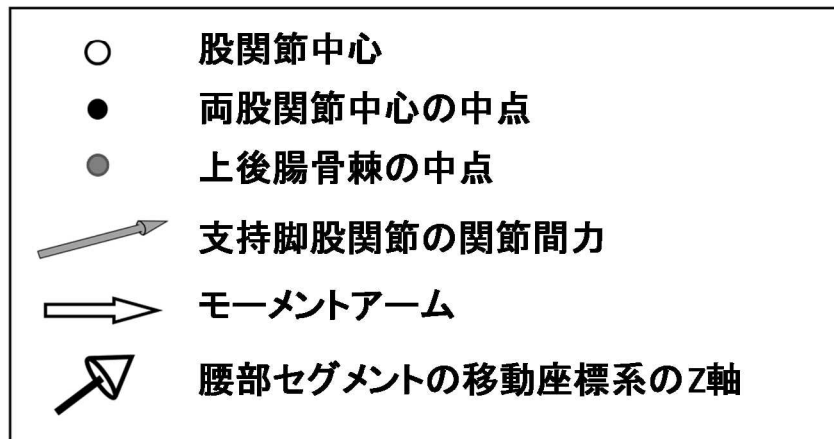 股関節中心
両股関節中心の中点
上後腸骨棘の中点
支持脚股関節の関節間力
モーメントアーム
腰部セグメントの移動座標系のZ軸